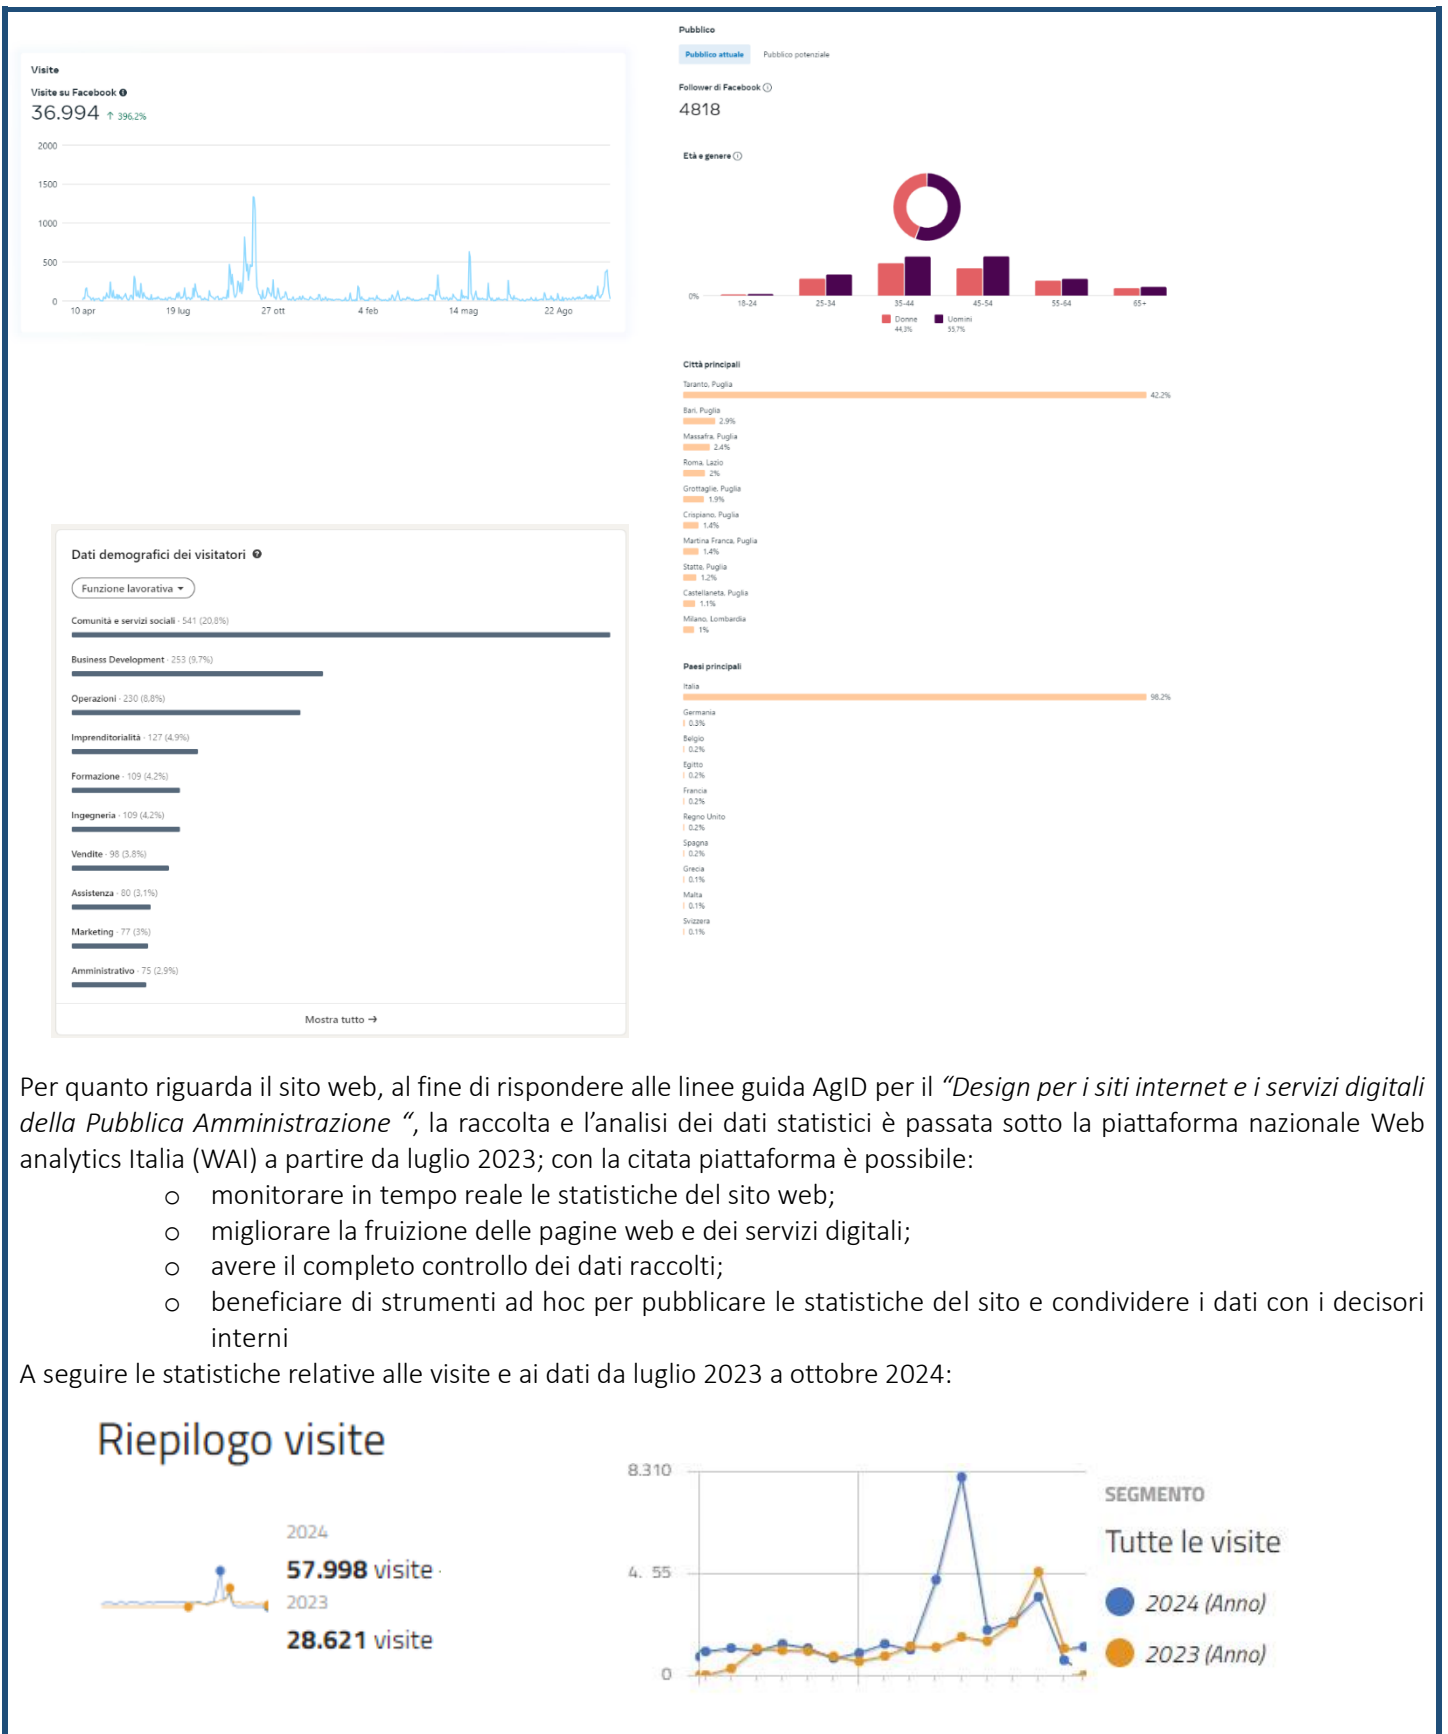 Visite
Visite su Facebook
36.994 ↑ 396.2%
2000
1500
1000
500
0
10 apr 19 lug 27 ott 4 feb 14 mag 22 Ago
Pubblico
Pubblico attuale Pubblico potenziale
Follower di Facebook
4818
Età e genere
0%
18-24 25-34 35-44 45-54 55-64 65+
Donne Uomini
44.3% 55.7%
Città principali
Taranto, Puglia
42.2%
Bari, Puglia
2.9%
Massafra, Puglia
2.4%
Roma, Lazio
2%
Grottaglie, Puglia
1.9%
Crispiano, Puglia
1.4%
Martina Franca, Puglia
1.4%
Statte, Puglia
1.2%
Castellaneta, Puglia
1.1%
Milano, Lombardia
1%
Paesi principali
Italia
98.2%
Germania
0.3%
Belgio
0.2%
Egitto
0.2%
Francia
0.2%
Regno Unito
0.2%
Spagna
0.2%
Grecia
0.1%
Malta
0.1%
Svizzera
0.1%
Dati demografici dei visitatori
Funzione lavorativa
Comunità e servizi sociali · 541 (20,8%)
Business Development · 253 (9,7%)
Operazioni · 230 (8,8%)
Imprenditorialità · 127 (4,9%)
Formazione · 109 (4,2%)
Ingegneria · 109 (4,2%)
Vendite · 98 (3,8%)
Assistenza · 80 (3,1%)
Marketing · 77 (3%)
Amministrativo · 75 (2,9%)
Mostra tutto →
Per quanto riguarda il sito web, al fine di rispondere alle linee guida AgID per il “Design per i siti internet e i servizi digitali
della Pubblica Amministrazione “, la raccolta e l’analisi dei dati statistici è passata sotto la piattaforma nazionale Web
analytics Italia (WAI) a partire da luglio 2023; con la citata piattaforma è possibile:
o monitorare in tempo reale le statistiche del sito web;
o migliorare la fruizione delle pagine web e dei servizi digitali;
o avere il completo controllo dei dati raccolti;
o beneficiare di strumenti ad hoc per pubblicare le statistiche del sito e condividere i dati con i decisori
interni
A seguire le statistiche relative alle visite e ai dati da luglio 2023 a ottobre 2024:
Riepilogo visite
2024
57.998 visite
2023
28.621 visite
8.310
4. 55
0
SEGMENTO
Tutte le visite
2024 (Anno)
2023 (Anno)